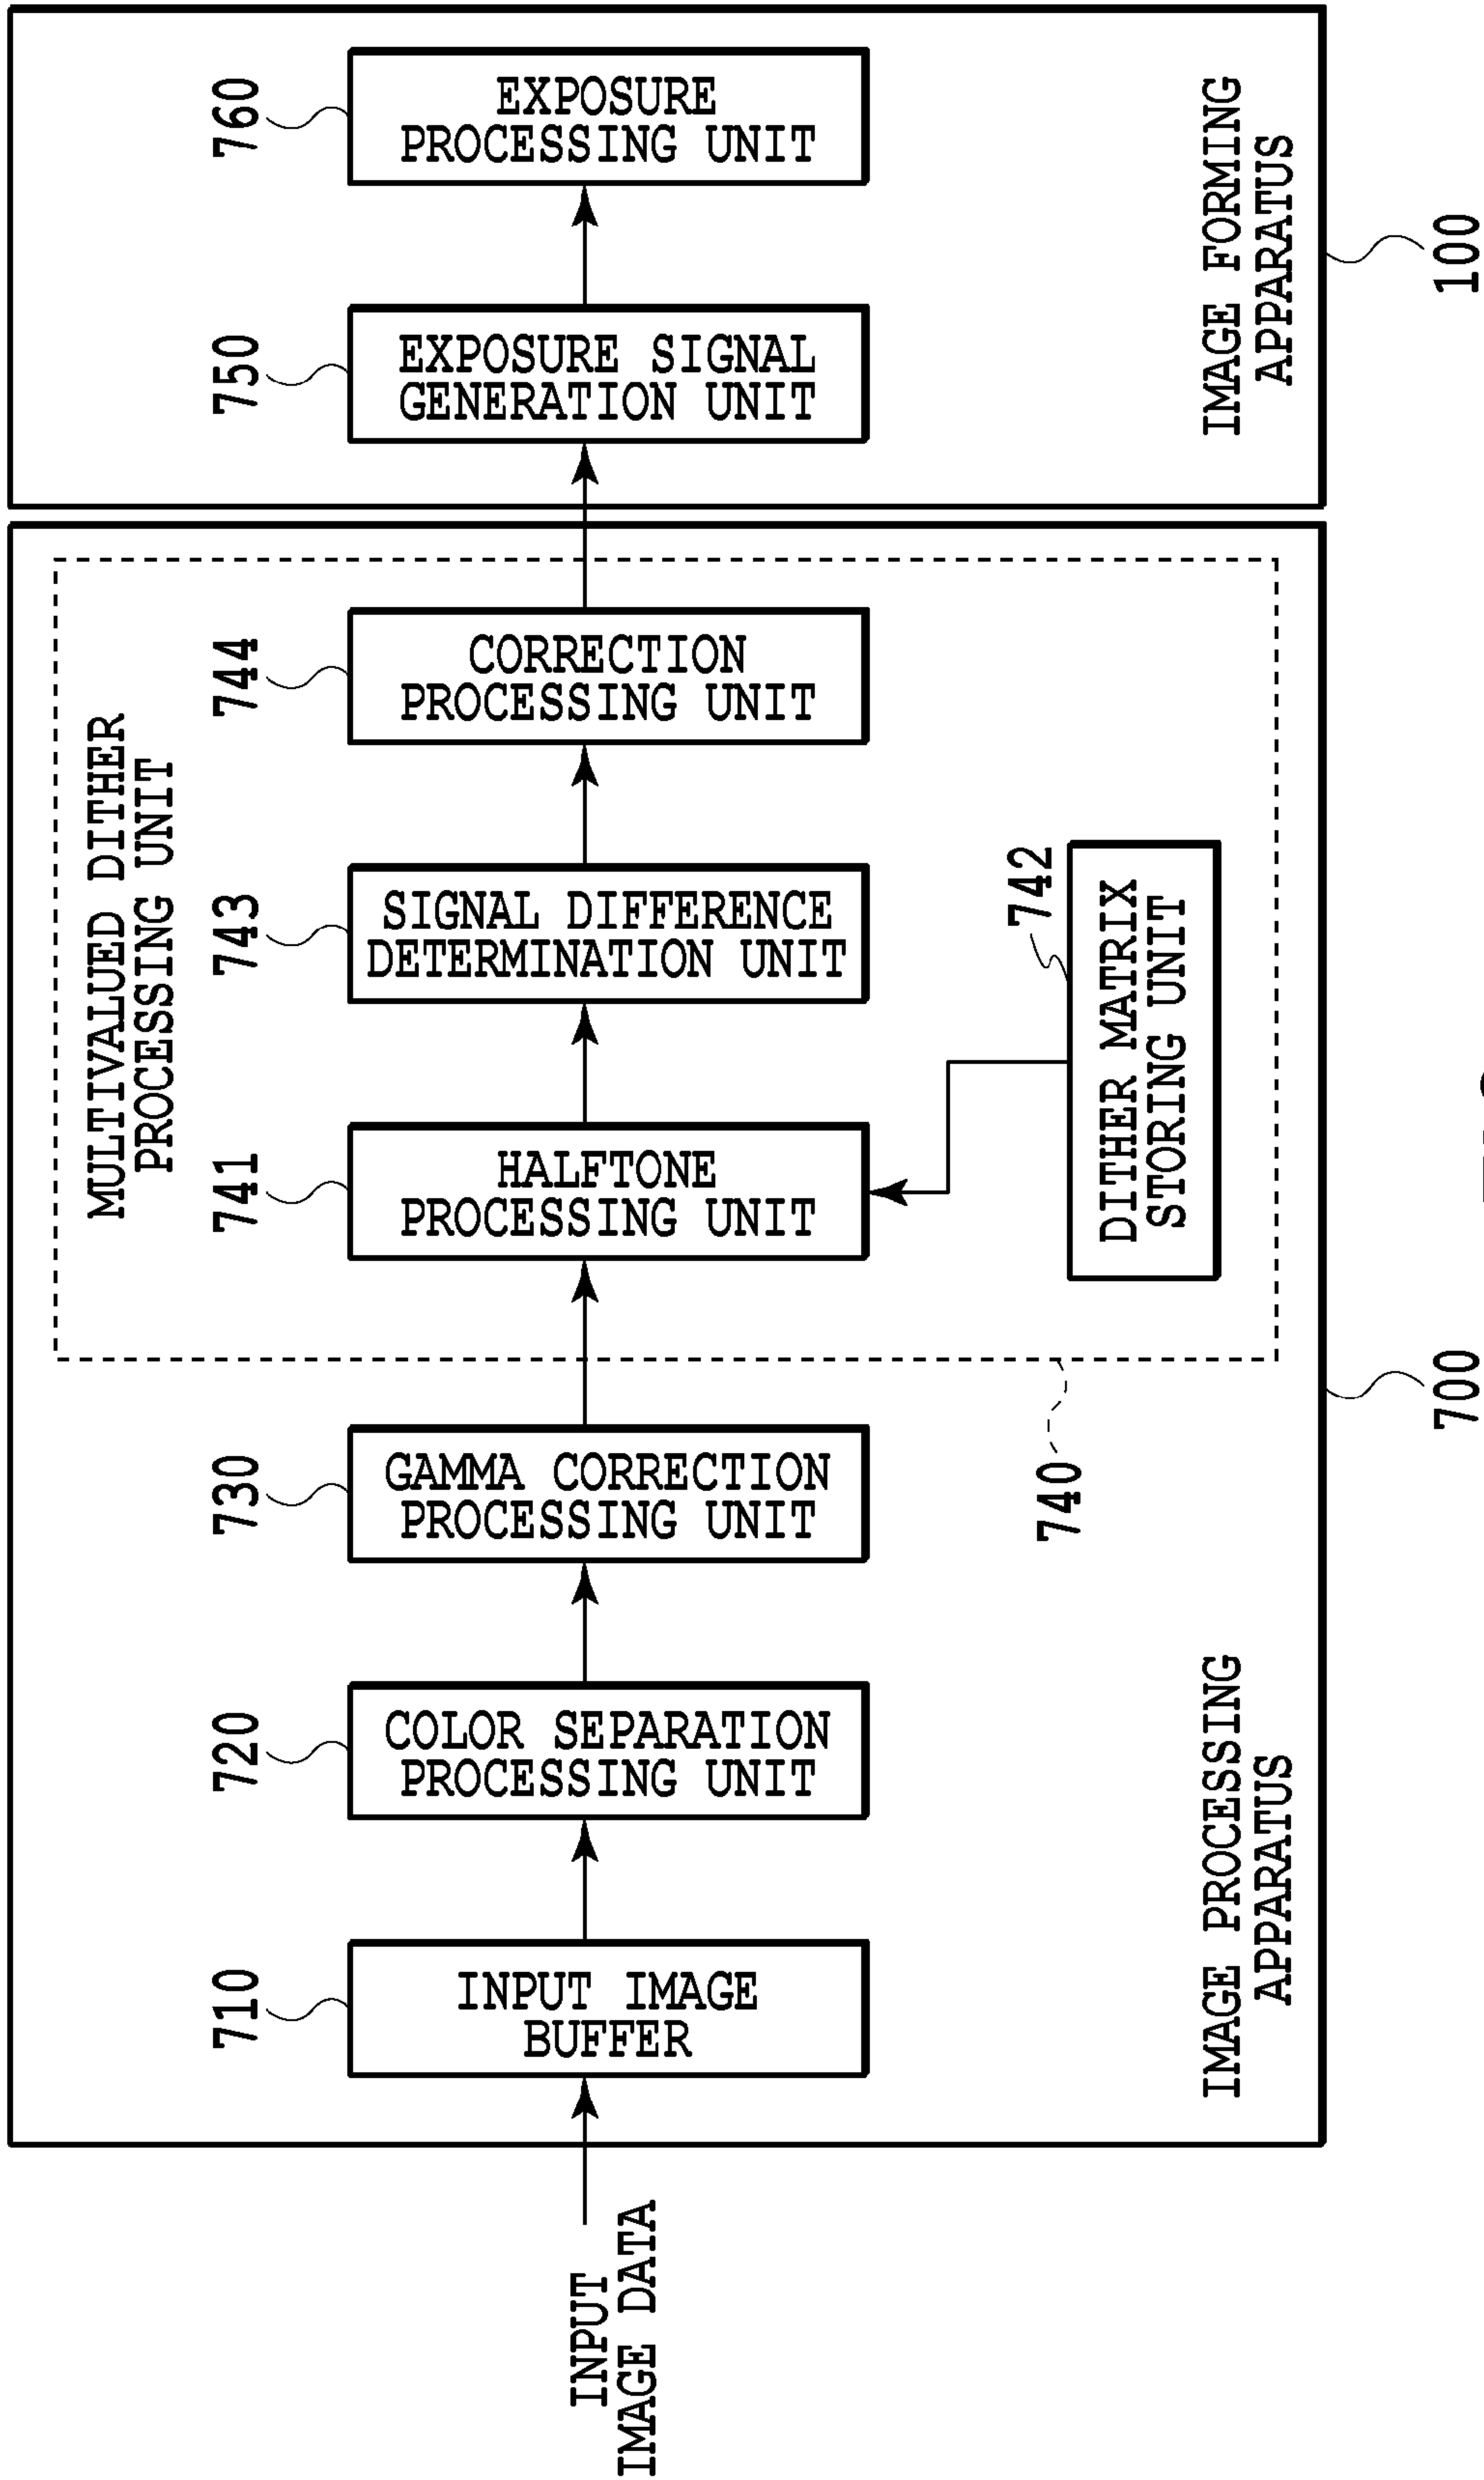 INPUT
IMAGE DATA
710
INPUT IMAGE
BUFFER
720
COLOR SEPARATION
PROCESSING UNIT
730
GAMMA CORRECTION
PROCESSING UNIT
MULTIVALUED DITHER
PROCESSING UNIT
741
HALFTONE
PROCESSING UNIT
743
SIGNAL DIFFERENCE
DETERMINATION UNIT
744
CORRECTION
PROCESSING UNIT
740
742
DITHER MATRIX
STORING UNIT
IMAGE PROCESSING
APPARATUS
700
750
EXPOSURE SIGNAL
GENERATION UNIT
760
EXPOSURE
PROCESSING UNIT
IMAGE FORMING
APPARATUS
100